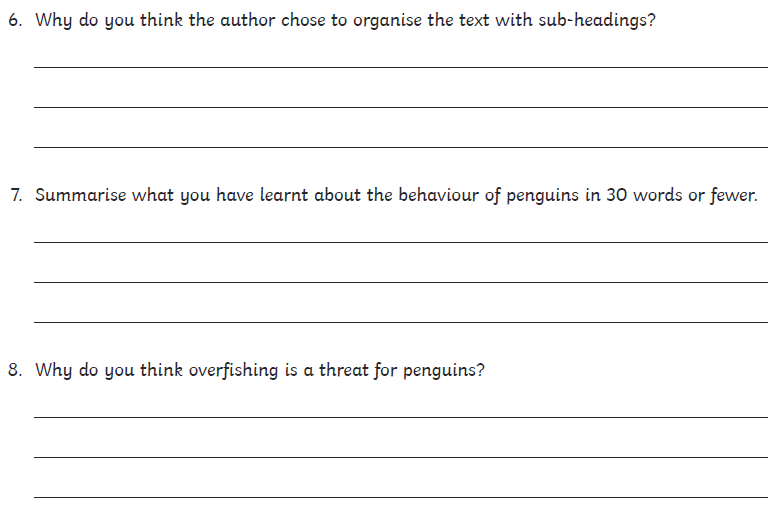 6. Why do you think the author chose to organise the text with sub-headings?
7. Summarise what you have learnt about the behaviour of penguins in 30 words or fewer.
8. Why do you think overfishing is a threat for penguins?